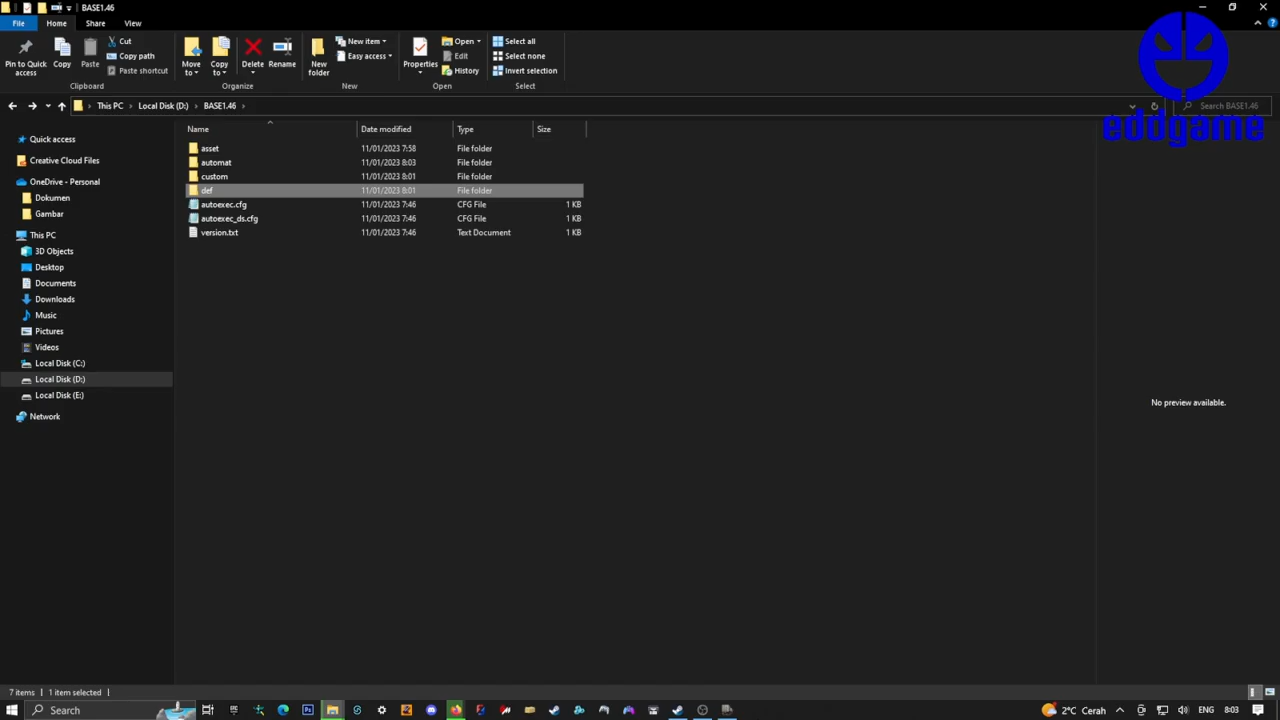 BASE1.46
File Home Share View
Pin to Quick access
Copy
Paste
Cut
Copy path
Paste shortcut
Clipboard
Move to
Copy to
Delete
Rename
Organize
New folder
New item
Easy access
New
Properties
Open
Edit
History
Open
Select all
Select none
Invert selection
Select
eddgame
This PC Local Disk (D:) BASE1.46
Search BASE1.46
Name Date modified Type Size
asset 11/01/2023 7:58 File folder
automat 11/01/2023 8:03 File folder
custom 11/01/2023 8:01 File folder
def 11/01/2023 8:01 File folder
autoexec.cfg 11/01/2023 7:46 CFG File 1 KB
autoexec_ds.cfg 11/01/2023 7:46 CFG File 1 KB
version.txt 11/01/2023 7:46 Text Document 1 KB
Quick access
Creative Cloud Files
OneDrive - Personal
Dokumen
Gambar
This PC
3D Objects
Desktop
Documents
Downloads
Music
Pictures
Videos
Local Disk (C:)
Local Disk (D:)
Local Disk (E:)
Network
No preview available.
7 items 1 item selected
Search
2°C Cerah
ENG
8:03